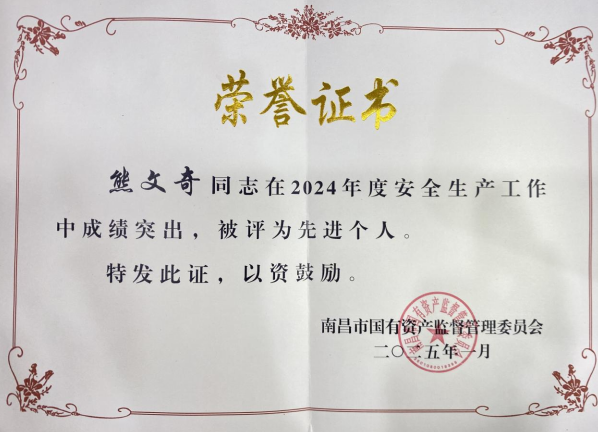 荣誉证书
熊文奇同志在2024年度安全生产工作
中成绩突出，被评为先进个人。
特发此证，以资鼓励。
南昌市国有资产监督管理委员会
二〇二五年一月